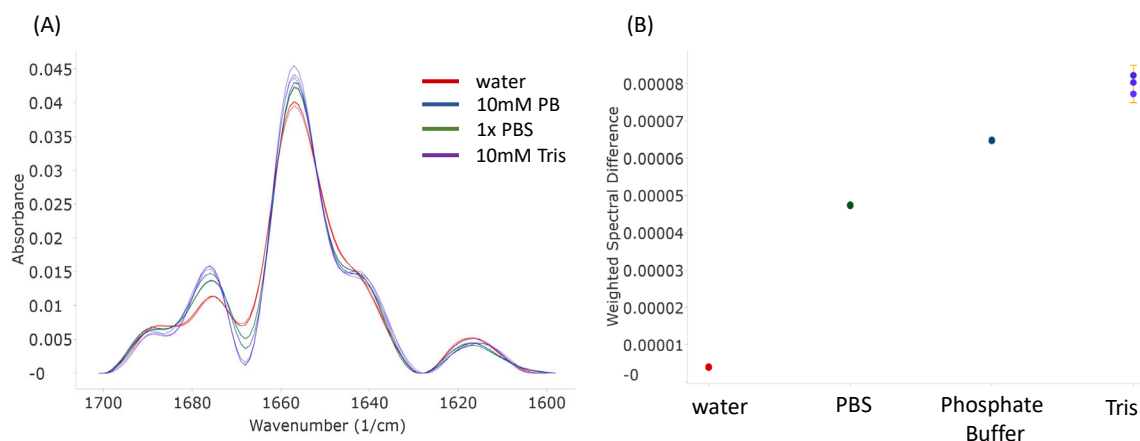 (A)
Absorbance
0.045
0.04
0.035
0.03
0.025
0.02
0.015
0.01
0.005
-0
1700
1680
1660
1640
1620
1600
Wavenumber (1/cm)
water
10mM PB
1x PBS
10mM Tris
(B)
Weighted Spectral Difference
0.00008
0.00007
0.00006
0.00005
0.00004
0.00003
0.00002
0.00001
-0
water
PBS
Phosphate
Buffer
Tris